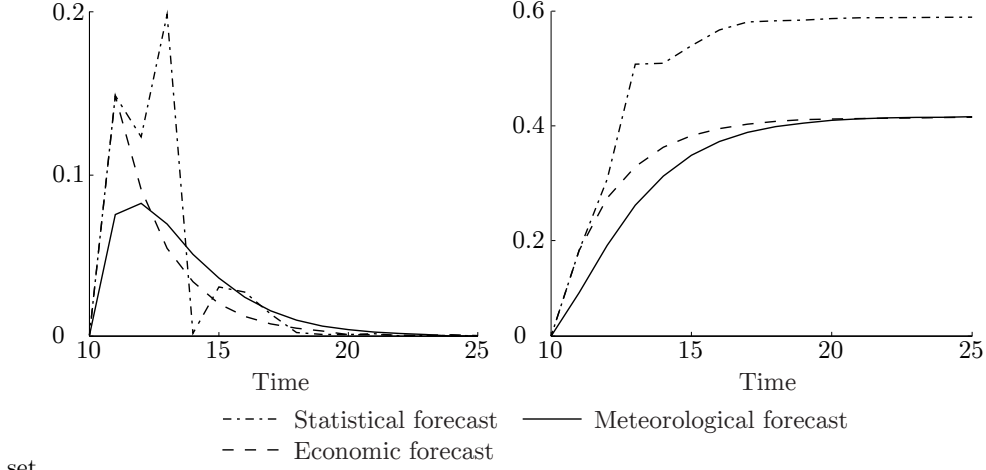 0.2
0.1
0
10 15 20 25
Time
0.6
0.4
0.2
0
10 15 20 25
Time
Statistical forecast
Meteorological forecast
Economic forecast
set